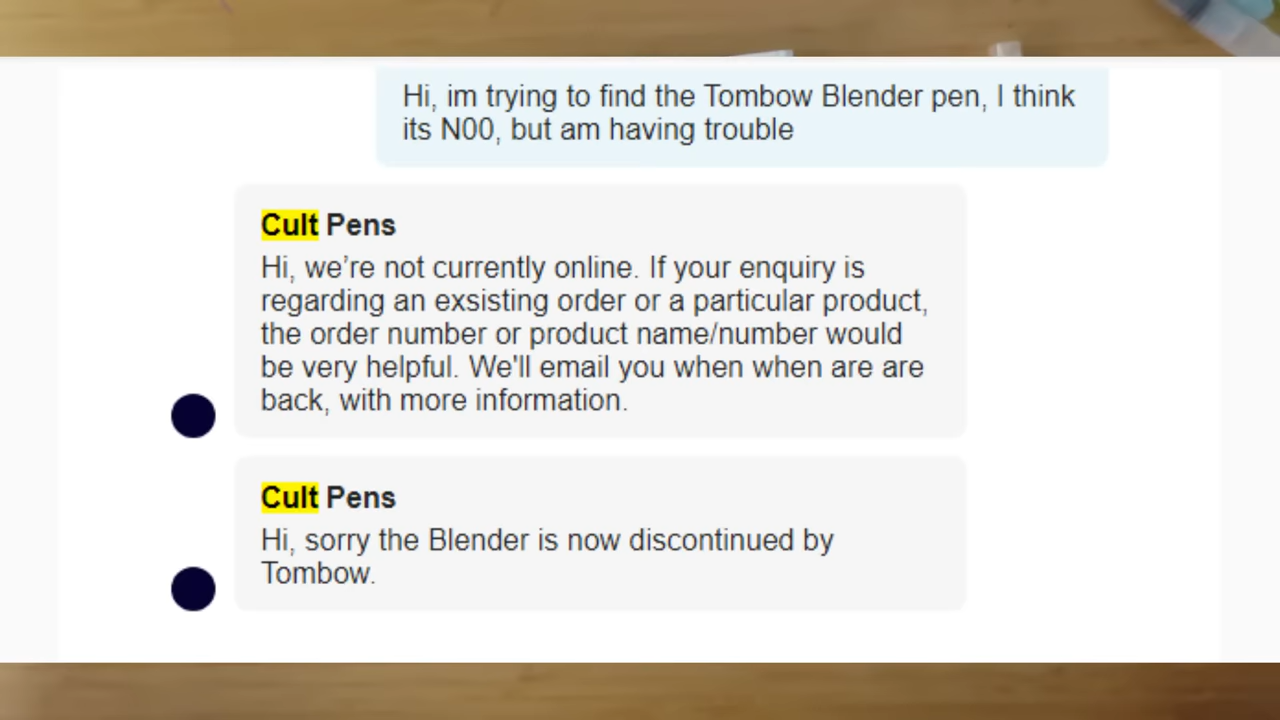 Hi, im trying to find the Tombow Blender pen, I think
its N00, but am having trouble
Cult Pens
Hi, we’re not currently online. If your enquiry is
regarding an exsisting order or a particular product,
the order number or product name/number would
be very helpful. We'll email you when when are are
back, with more information.
Cult Pens
Hi, sorry the Blender is now discontinued by
Tombow.